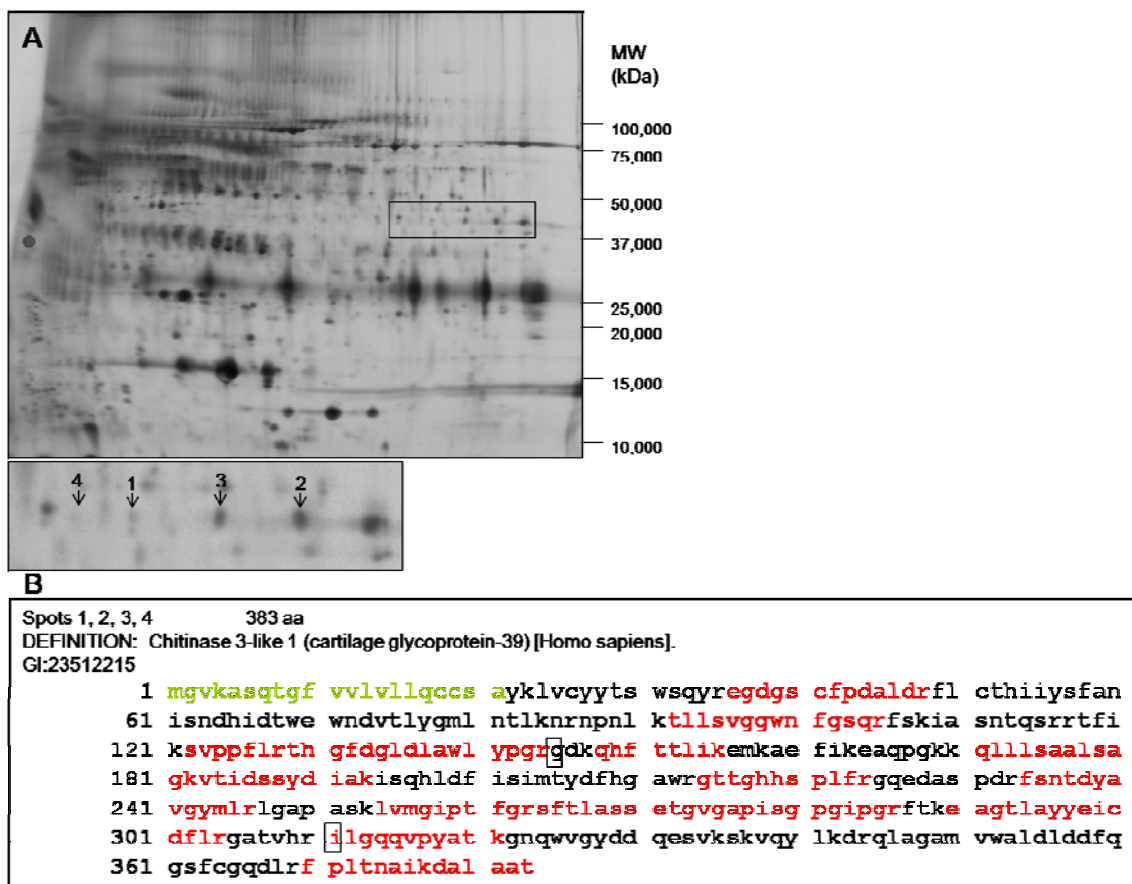 A
MW
(kDa)
100,000
75,000
50,000
37,000
25,000
20,000
15,000
10,000
4 1 3 2
B
Spots 1, 2, 3, 4 383 aa
DEFINITION: Chitinase 3-like 1 (cartilage glycoprotein-39) [Homo sapiens].
GI:23512215
1 mgvkasqtgf vvlvllqccs ayklvcyyts wsqyregdgs cfpdaldrfl cthiiysfan
61 isndhidtwe wndvtlygml ntlknrnpnl ktllsvggwn fgsqrfskia sntqsrrtfi
121 ksvppflrth gfdgldlawl ypgrgdkqhf ttlikemkae fikeaqpgkk qlllsaalsa
181 gkvtidssyd iakisqhldf isimtydfhg awrgttghhs plfrgqedas pdrfsntdya
241 vgymlrlgap asklvmgipt fgrsftlass etgvgapisg pgipgrftke agtlayyeic
301 dflrgatvhr ilgqqvpyat kgnqwvgydd qesvkskvqy lkdrqlagam vwaldlddfq
361 gsfcgqdlrf pltnaikdal aat